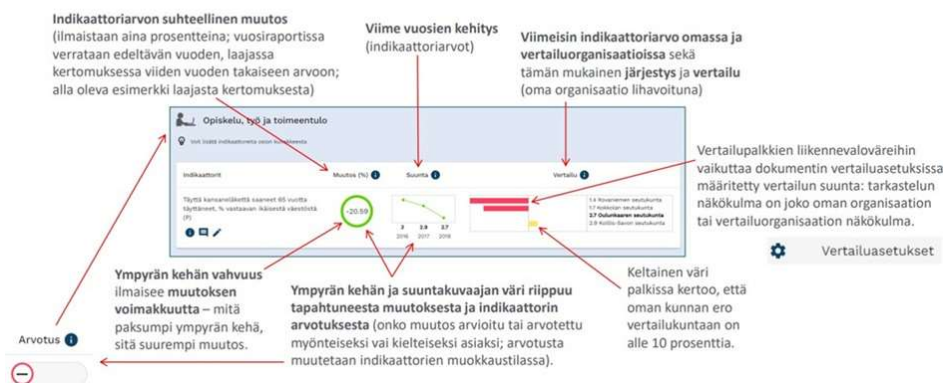 Indikaattoriarvon suhteellinen muutos
(ilmaistaan aina prosentteina; vuosiraportissa
verrataan edeltävän vuoden, laajassa
kertomuksessa viiden vuoden takaiseen arvoon;
alla oleva esimerkki laajasta kertomuksesta)
Viime vuosien kehitys
(indikaattoriarvot)
Viimeisin indikaattoriarvo omassa ja
vertailuorganisaatioissa sekä
tämän mukainen järjestys ja vertailu
(oma organisaatio lihavoituna)
Opiskelu, työ ja toimeentulo
Voit lisätä indikaattoreita osion
Indikaattorit
Muutos (%)
Suunta
Vertailu
Täyttä kansaneläkettä saaneet 65 vuotta
täyttäneet, % vastaavan ikäisestä väestöstä
(P)
-20.59
3 2.9 2.7
2016 2017 2018
1.4 Rovaniemen seutukunta
1.7 Kokkolan seutukunta
2.7 Oulunkaaren seutukunta
2.9 Koillis-Savon seutukunta
Vertailupalkkien liikennevaloväreihin
vaikuttaa dokumentin vertailuasetuksissa
määritetty vertailun suunta: tarkastelun
näkökulma on joko oman organisaation
tai vertailuorganisaation näkökulma.
Vertailuasetukset
Ympyrän kehän vahvuus
ilmaisee muutoksen
voimakkuutta – mitä
paksumpi ympyrän kehä,
sitä suurempi muutos.
Ympyrän kehän ja suuntakuvaajan väri riippuu
tapahtuneesta muutoksesta ja indikaattorin
arvotuksesta (onko muutos arvioitu tai arvotettu
myönteiseksi vai kielteiseksi asiaksi; arvotusta
muutetaan indikaattorien muokkaustilassa).
Keltainen väri
palkissa kertoo, että
oman kunnan ero
vertailukuntaan on
alle 10 prosenttia.
Arvotus